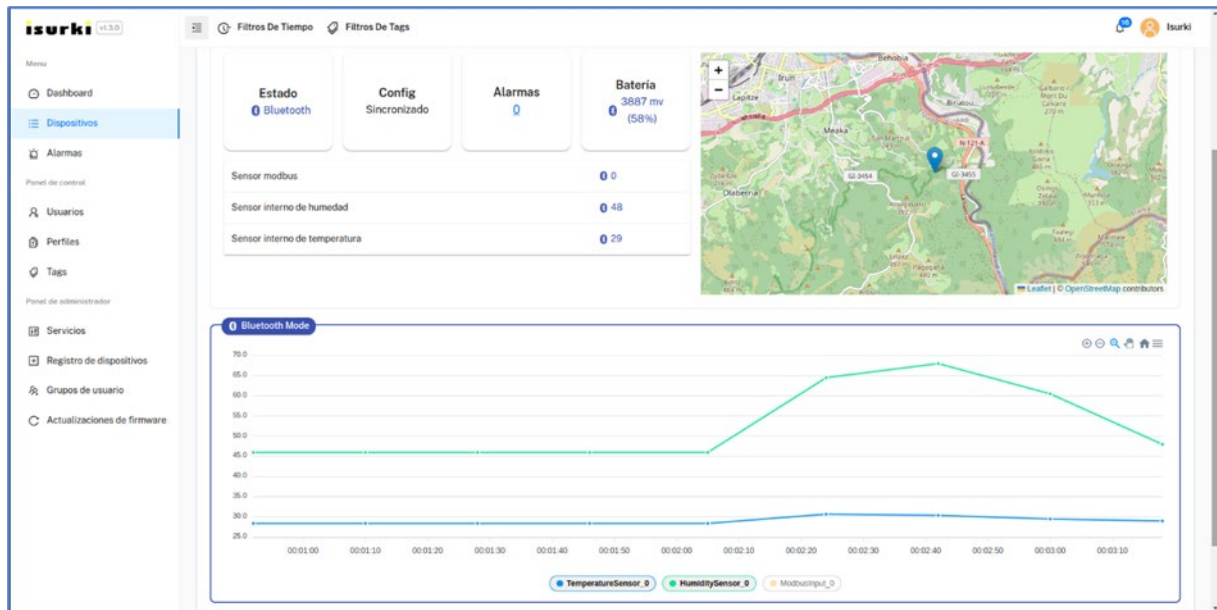 isurki v1.3.0
Filtros De Tiempo
Filtros De Tags
Isurki
Menu
Dashboard
Dispositivos
Alarmas
Panel de control
Usuarios
Perfiles
Tags
Panel de administrador
Servicios
Registro de dispositivos
Grupos de usuario
Actualizaciones de firmware
Estado
Bluetooth
Config
Sincronizado
Alarmas
0
Batería
3887 mv
(58%)
Sensor modbus 0
Sensor interno de humedad 48
Sensor interno de temperatura 29
+
−
Behobia
Irun
Lapitze
Biriatou
Meaka
N-121-A
GI-3454
GI-3455
Olaberria
Leaflet | © OpenStreetMap contributors
Bluetooth Mode
70.0
65.0
60.0
55.0
50.0
45.0
40.0
35.0
30.0
25.0
00:01:00 00:01:10 00:01:20 00:01:30 00:01:40 00:01:50 00:02:00 00:02:10 00:02:20 00:02:30 00:02:40 00:02:50 00:03:00 00:03:10
TemperatureSensor_0 HumiditySensor_0 ModbusInput_0